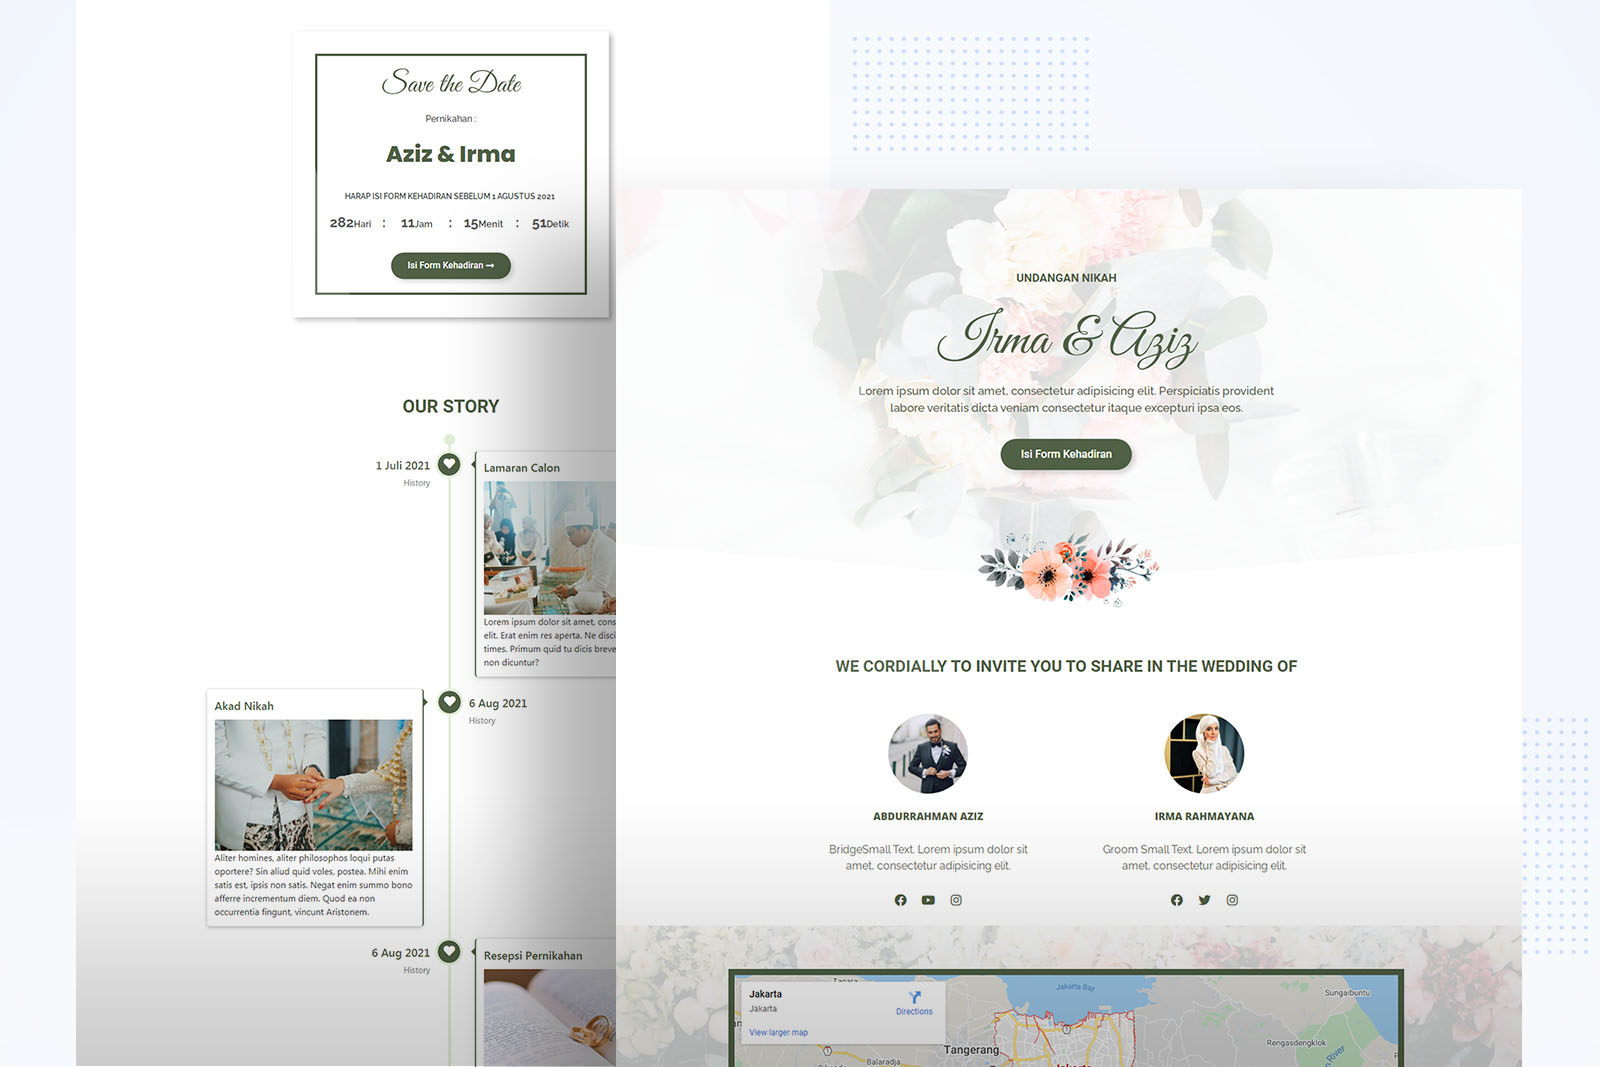 Save the Date
Pernikahan :
Aziz & Irma
HARAP ISI FORM KEHADIRAN SEBELUM 1 AGUSTUS 2021
282Hari : 11Jam : 15Menit : 51Detik
Isi Form Kehadiran →
OUR STORY
1 Juli 2021
History
Lamaran Calon
Lorem ipsum dolor sit amet, cons
elit. Erat enim res aperta. Ne disci
times. Primum quid tu dicis breve
non dicuntur?
6 Aug 2021
History
Akad Nikah
Aliter homines, aliter philosophos loqui putas
oportere? Sin aliud quid voles, postea. Mihi enim
satis est, ipsis non satis. Negat enim summo bono
afferre incrementum diem. Quod ea non
occurrentia fingunt, vincunt Aristonem.
6 Aug 2021
History
Resepsi Pernikahan
UNDANGAN NIKAH
Irma & Aziz
Lorem ipsum dolor sit amet, consectetur adipisicing elit. Perspiciatis provident
labore veritatis dicta veniam consectetur itaque excepturi ipsa eos.
Isi Form Kehadiran
WE CORDIALLY TO INVITE YOU TO SHARE IN THE WEDDING OF
ABDURRAHMAN AZIZ
BridgeSmall Text. Lorem ipsum dolor sit
amet, consectetur adipisicing elit.
IRMA RAHMAYANA
Groom Small Text. Lorem ipsum dolor sit
amet, consectetur adipisicing elit.
Jakarta
Jakarta
Directions
View larger map
Jakarta Bay
Sungaibuntu
Rengasdengklok
Tangerang
Balaradja
River